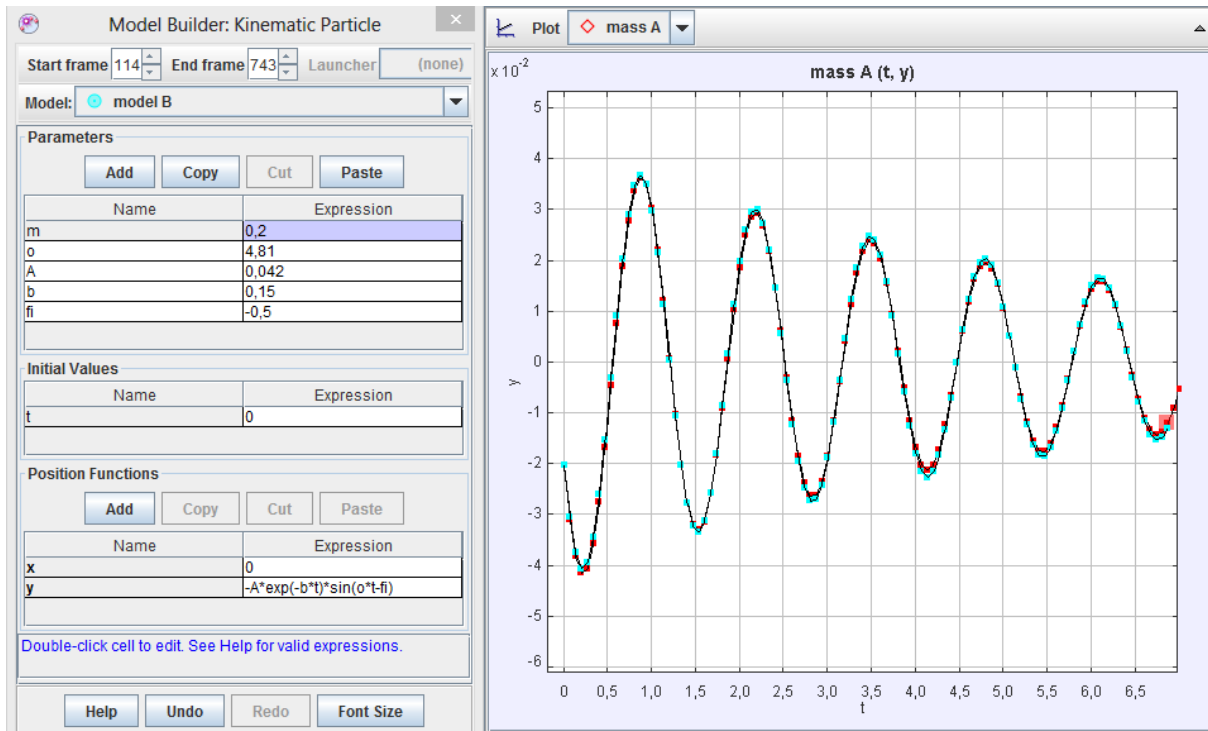 Model Builder: Kinematic Particle
×
Start frame 114 End frame 743 Launcher (none)
Model: model B
Parameters
Add Copy Cut Paste
Name Expression
m 0,2
o 4,81
A 0,042
b 0,15
fi -0,5
Initial Values
Name Expression
t 0
Position Functions
Add Copy Cut Paste
Name Expression
x 0
y -A*exp(-b*t)*sin(o*t-fi)
Double-click cell to edit. See Help for valid expressions.
Help Undo Redo Font Size
Plot mass A
x 10^-2
mass A (t, y)
5
4
3
2
1
0
-1
-2
-3
-4
-5
-6
y
0 0,5 1,0 1,5 2,0 2,5 3,0 3,5 4,0 4,5 5,0 5,5 6,0 6,5
t